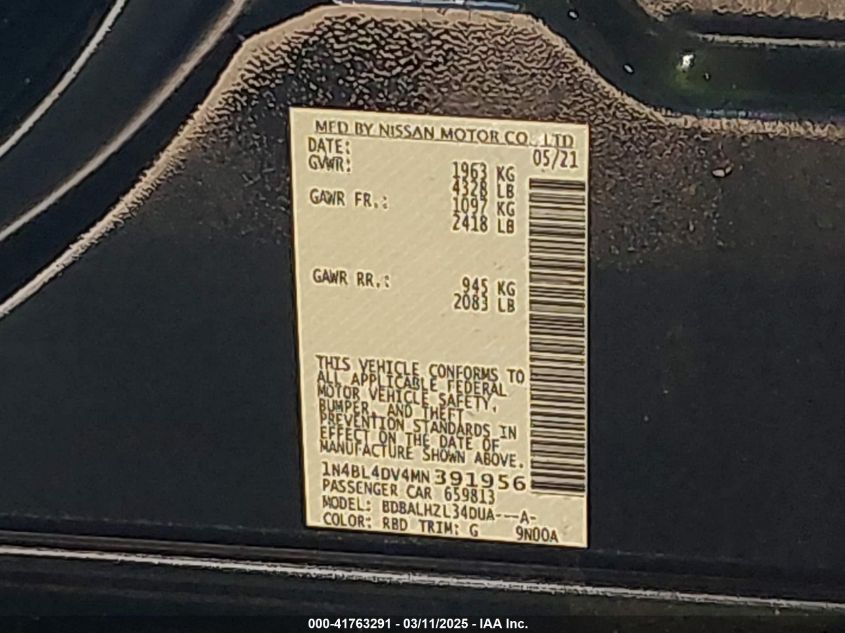 MFD BY NISSAN MOTOR CO., LTD
DATE: 05/21
GVWR: 1963 KG
4328 LB
GAWR FR.: 1097 KG
2418 LB
GAWR RR.: 945 KG
2083 LB
THIS VEHICLE CONFORMS TO
ALL APPLICABLE FEDERAL
MOTOR VEHICLE SAFETY,
BUMPER, AND THEFT
PREVENTION STANDARDS IN
EFFECT ON THE DATE OF
MANUFACTURE SHOWN ABOVE.
1N4BL4DV4MN391956
PASSENGER CAR 659813
MODEL: BDBALHZL34DUA---A-
COLOR: RBD TRIM: G 9N00A
000-41763291 - 03/11/2025 - IAA Inc.